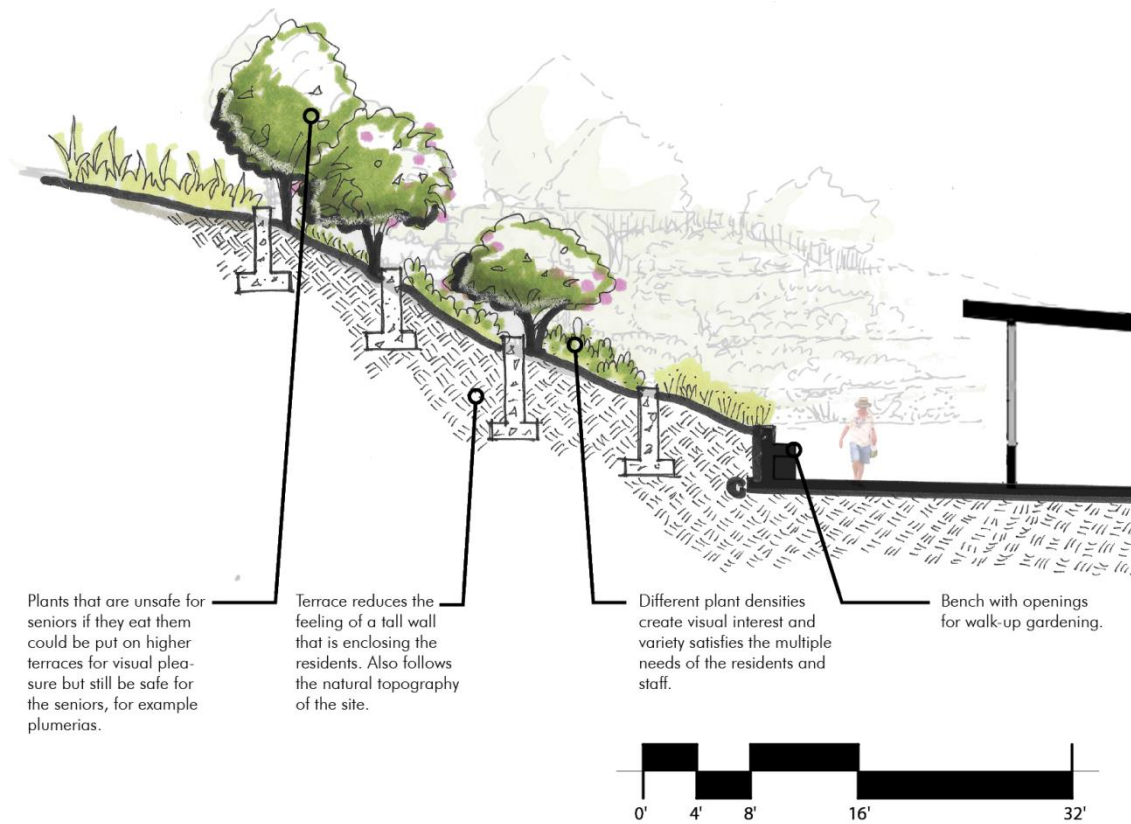 Plants that are unsafe for
seniors if they eat them
could be put on higher
terraces for visual plea-
sure but still be safe for
the seniors, for example
plumerias.
Terrace reduces the
feeling of a tall wall
that is enclosing the
residents. Also follows
the natural topography
of the site.
Different plant densities
create visual interest and
variety satisfies the multiple
needs of the residents and
staff.
Bench with openings
for walk-up gardening.
0' 4' 8' 16' 32'